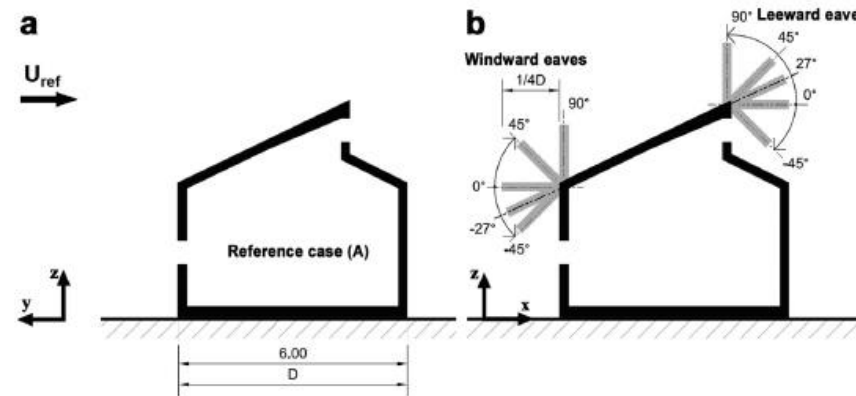 a
U_ref
Reference case (A)
z
y
6.00
D
b
Windward eaves
1/4D
90°
45°
0°
-27°
-45°
90°
Leeward eave
45°
27°
0°
-45°
z
x